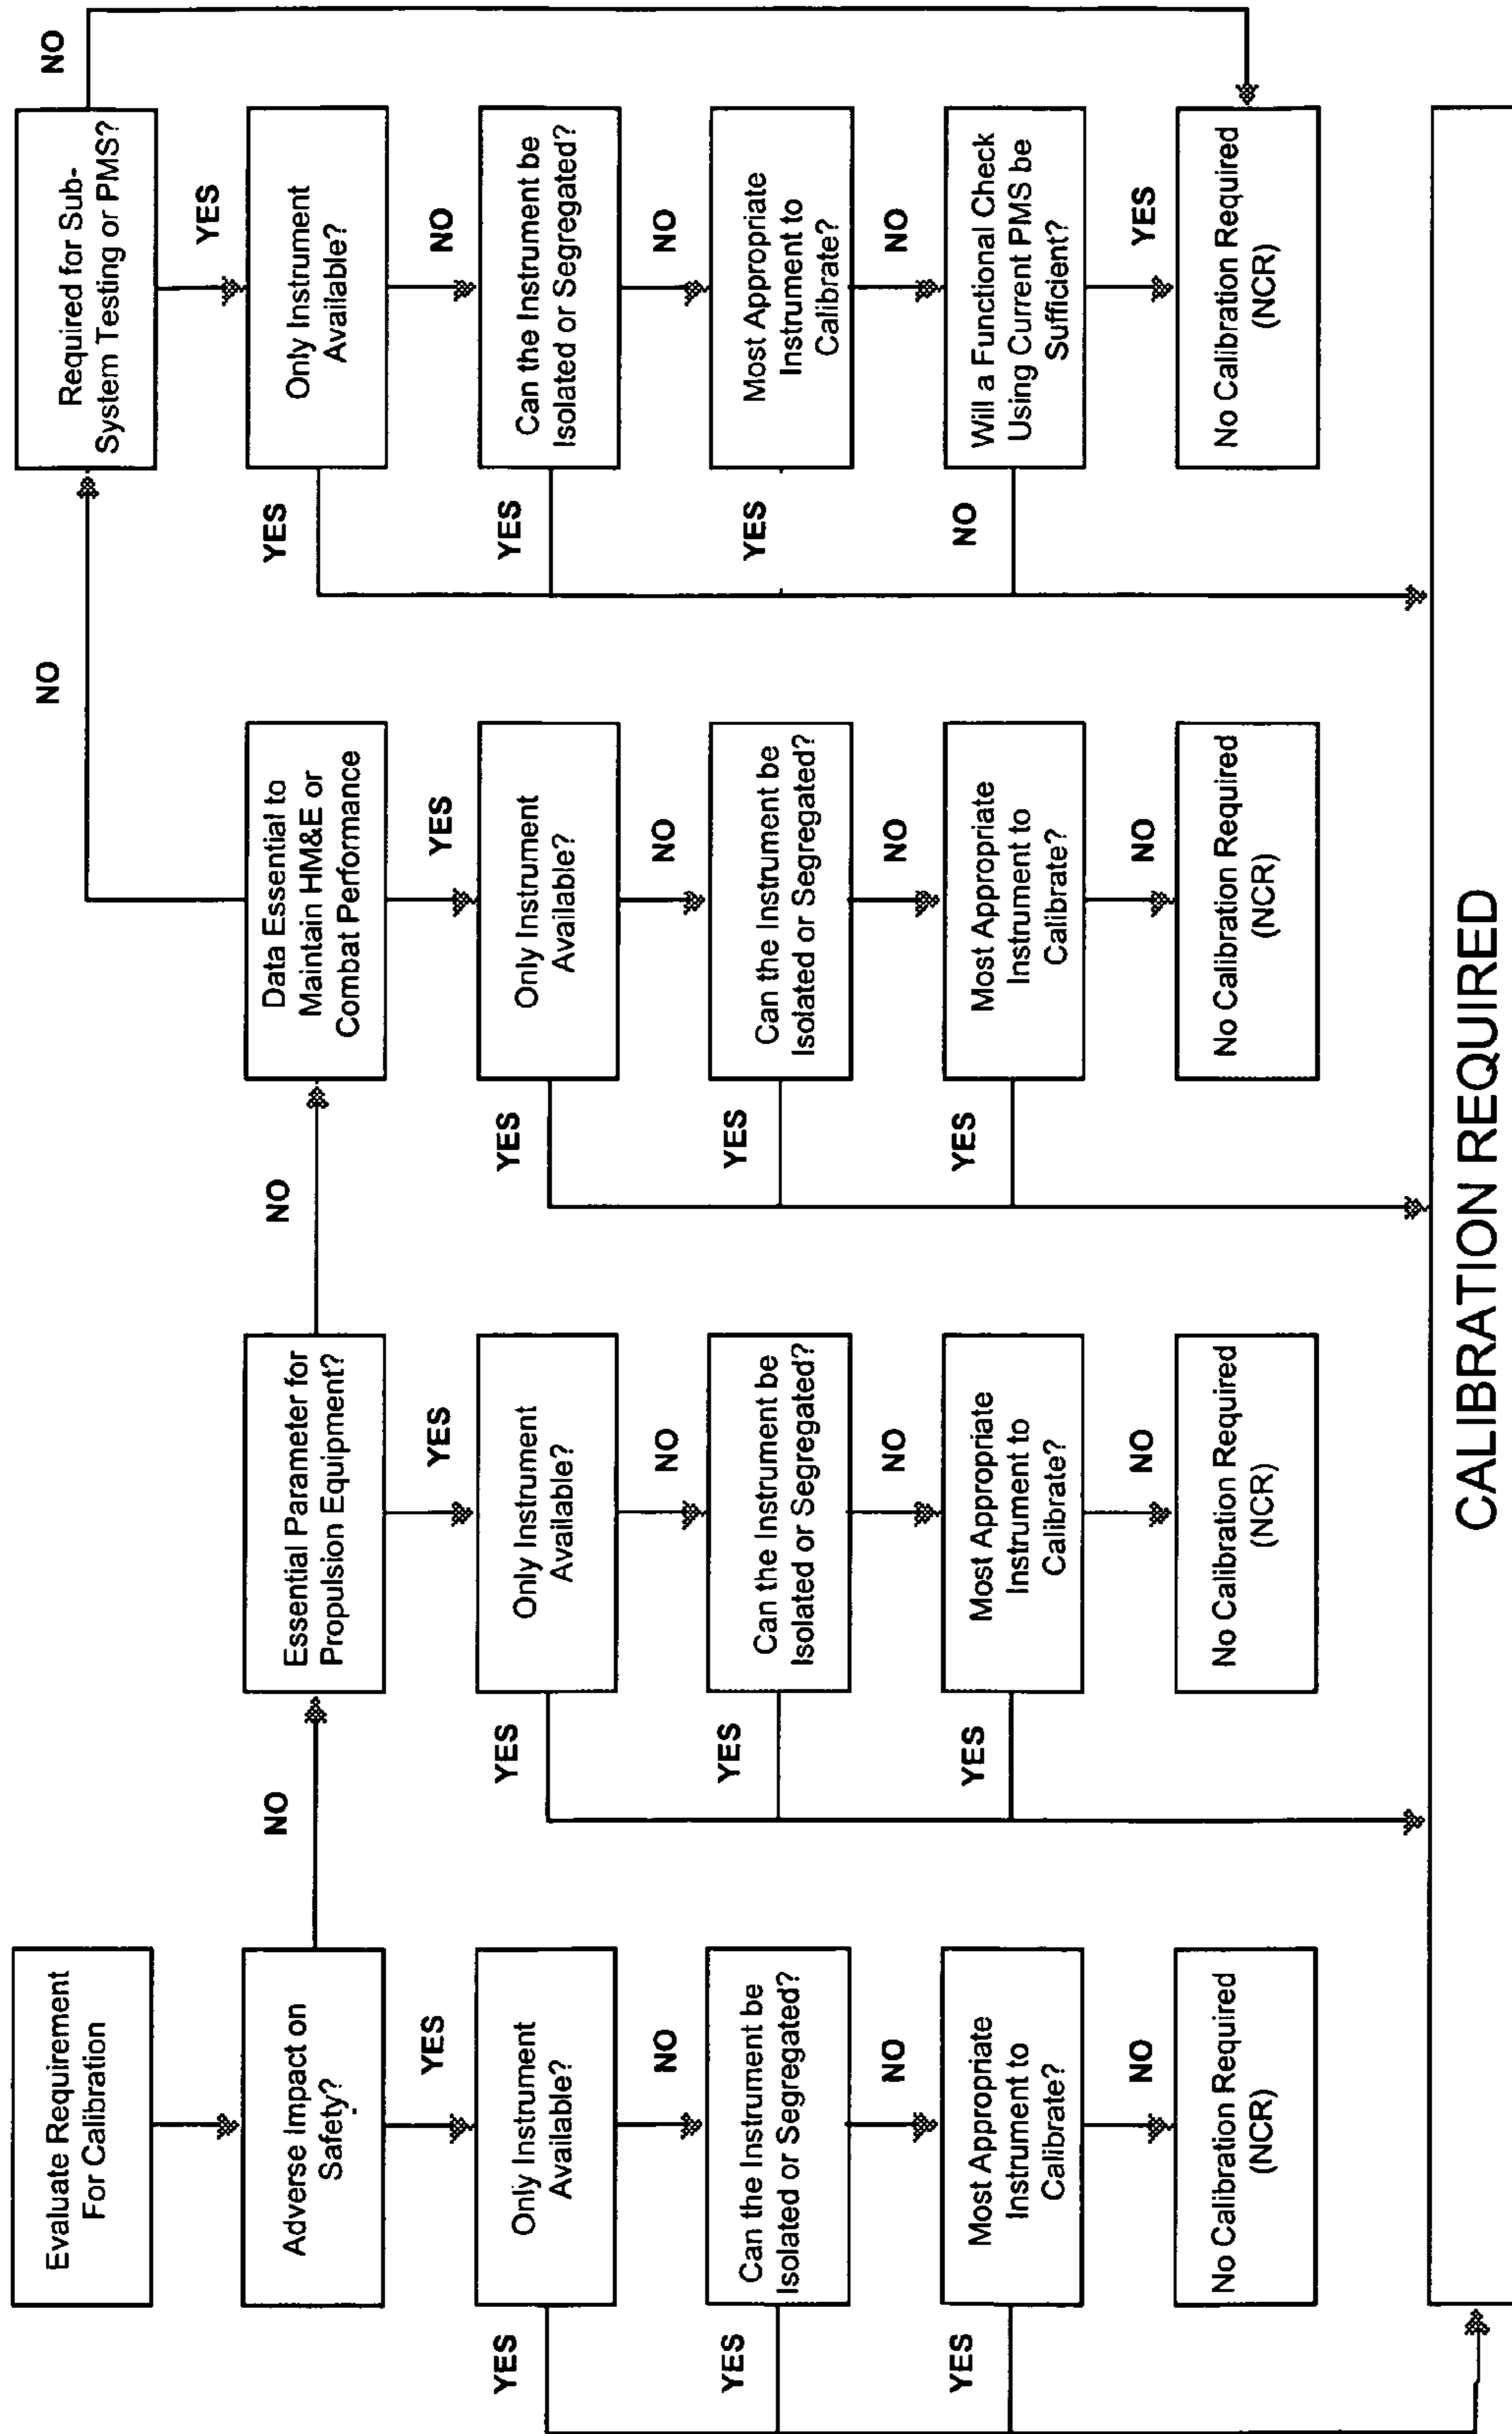 Evaluate Requirement
For Calibration
Adverse Impact on
Safety?
YES
NO
Only Instrument
Available?
YES
NO
Can the Instrument be
Isolated or Segregated?
YES
NO
Most Appropriate
Instrument to
Calibrate?
YES
NO
No Calibration Required
(NCR)
Essential Parameter for
Propulsion Equipment?
YES
NO
Only Instrument
Available?
YES
NO
Can the Instrument be
Isolated or Segregated?
YES
NO
Most Appropriate
Instrument to
Calibrate?
YES
NO
No Calibration Required
(NCR)
Data Essential to
Maintain HM&E or
Combat Performance
YES
NO
Only Instrument
Available?
YES
NO
Can the Instrument be
Isolated or Segregated?
YES
NO
Most Appropriate
Instrument to
Calibrate?
YES
NO
No Calibration Required
(NCR)
Required for Sub-
System Testing or PMS?
NO
YES
Only Instrument
Available?
YES
NO
Can the Instrument be
Isolated or Segregated?
YES
NO
Most Appropriate
Instrument to
Calibrate?
YES
NO
Will a Functional Check
Using Current PMS be
Sufficient?
NO
YES
No Calibration Required
(NCR)
CALIBRATION REQUIRED